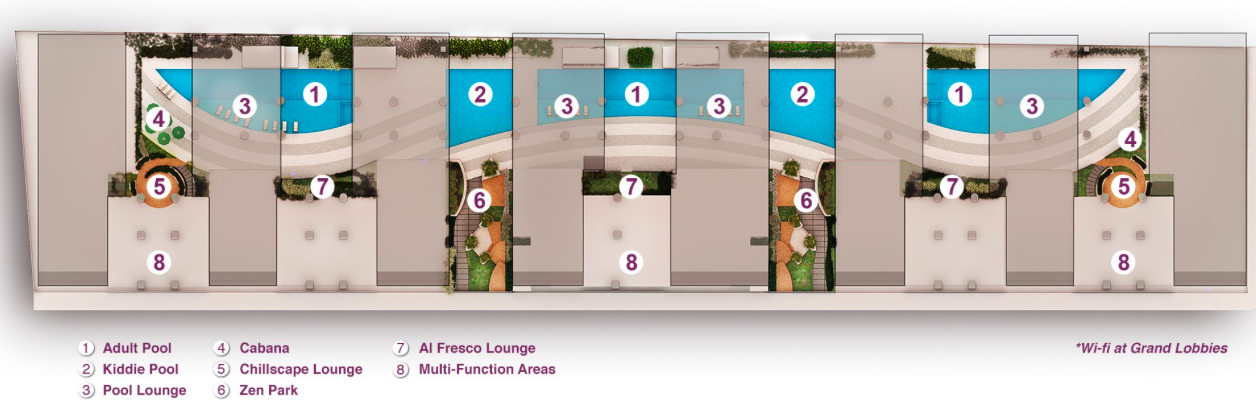 3 1 2 3 1 3 2 1 3
4 4
5 7 6 7 6 7 5
8 8 8
1 Adult Pool 4 Cabana 7 Al Fresco Lounge *Wi-fi at Grand Lobbies
2 Kiddie Pool 5 Chillscape Lounge 8 Multi-Function Areas
3 Pool Lounge 6 Zen Park